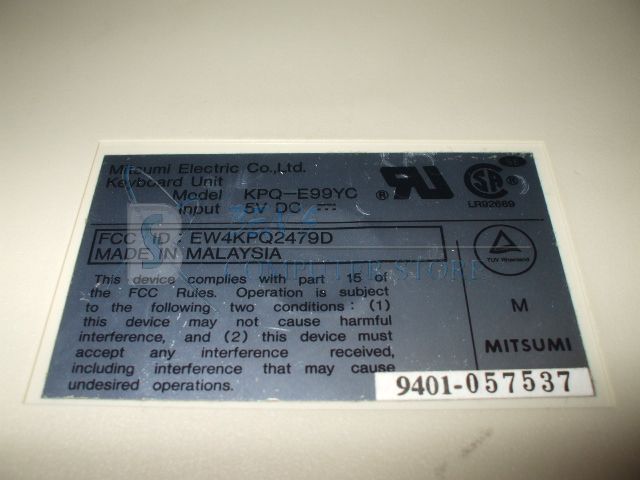 Mitsumi Electric Co.,Ltd.
Keyboard Unit
Model KPQ-E99YC
Input 5V DC
FCC ID : EW4KPQ2479D
MADE IN MALAYSIA
This device complies with part 15 of
the FCC Rules. Operation is subject
to the following two conditions : (1)
this device may not cause harmful
interference, and (2) this device must
accept any interference received,
including interference that may cause
undesired operations.
LR92689
TUV Rheinland
M
MITSUMI
9401-057537
COMPUTER STORE